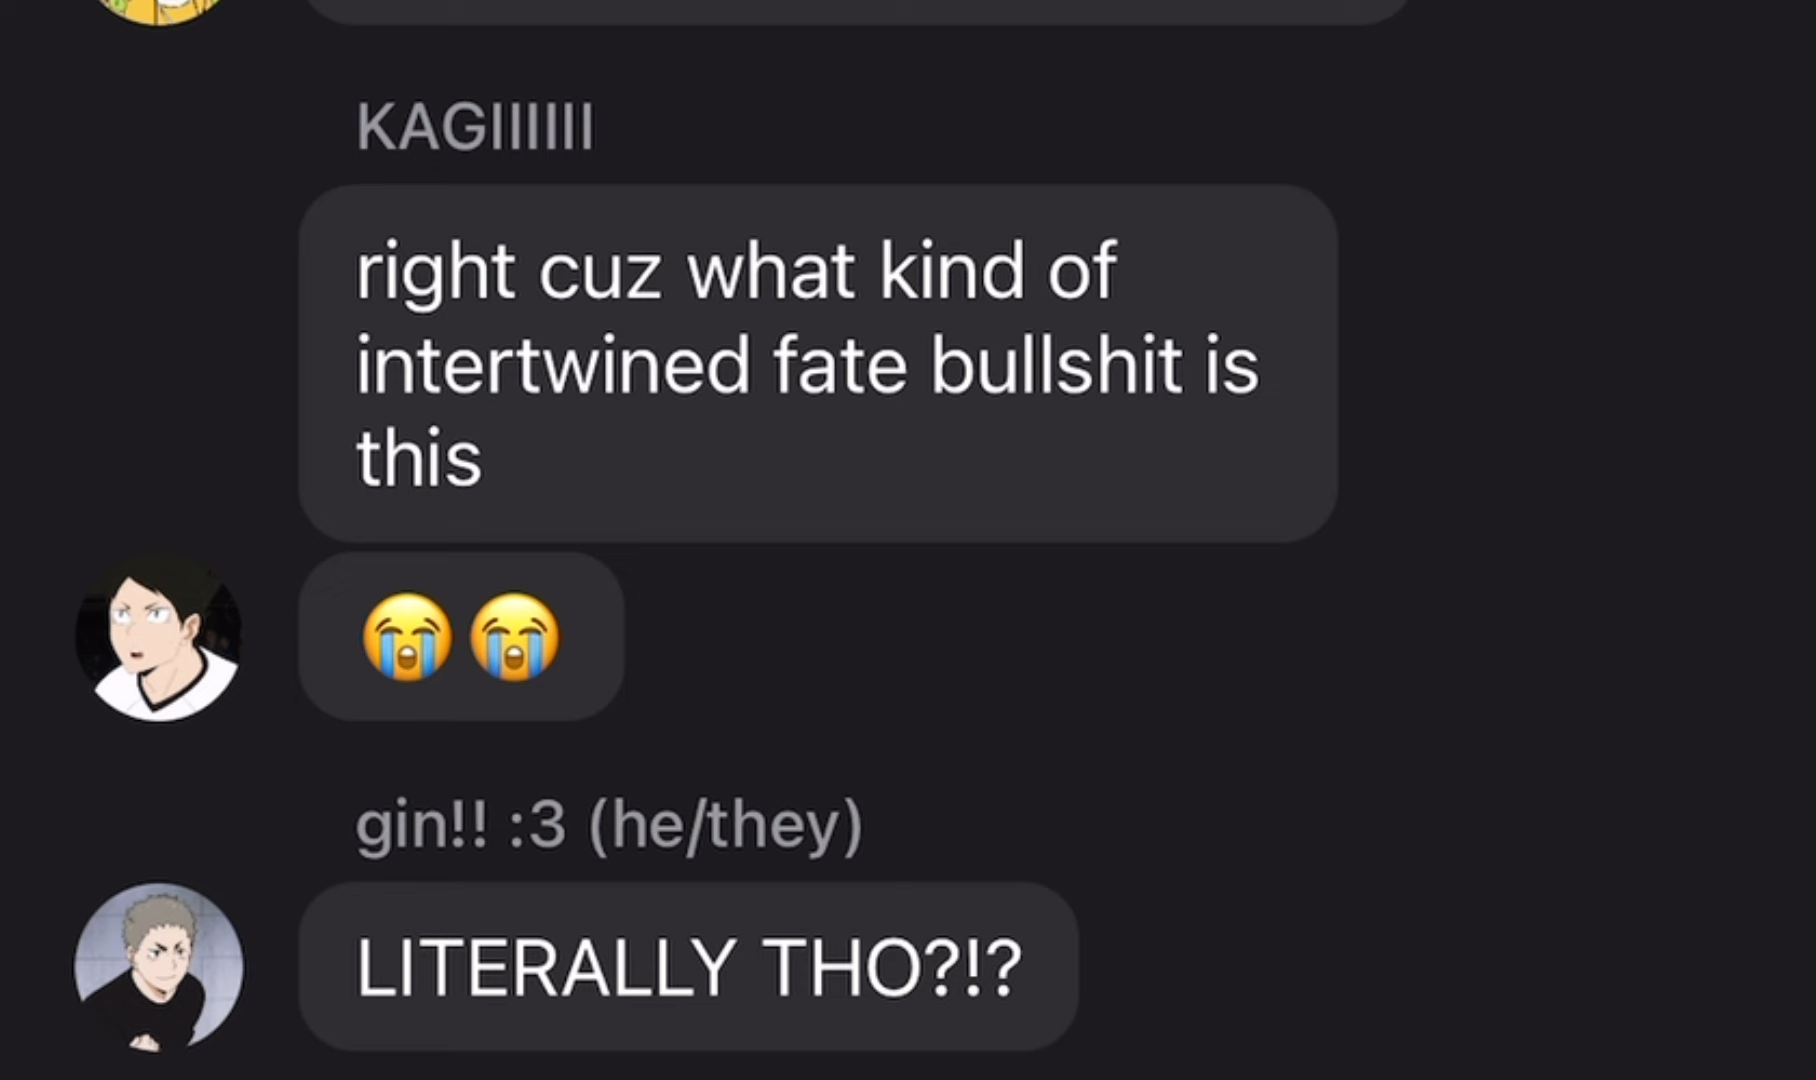 KAGIIIIII
right cuz what kind of
intertwined fate bullshit is
this
😭😭
gin!! :3 (he/they)
LITERALLY THO?!?